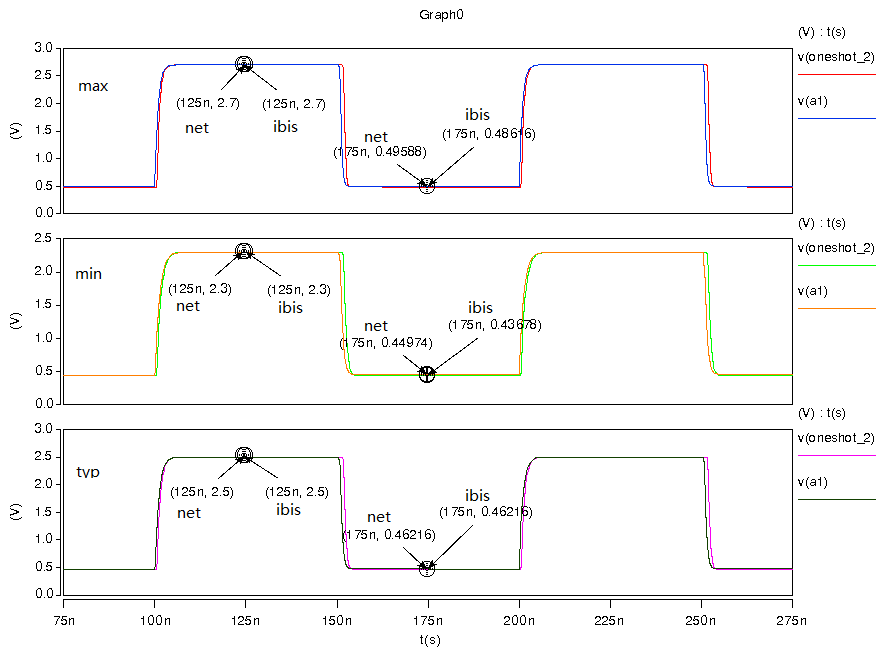 Graph0
(V) : t(s)
3.0
v(oneshot_2)
2.5
max
v(a1)
2.0
(125n, 2.7)
(125n, 2.7)
net
ibis
(V)
1.5
net
ibis
(175n, 0.49588)
(175n, 0.48616)
1.0
0.5
0.0
(V) : t(s)
2.5
v(oneshot_2)
2.0
min
(125n, 2.3)
(125n, 2.3)
v(a1)
net
ibis
(V)
1.5
net
ibis
(175n, 0.44974)
(175n, 0.43678)
1.0
0.5
0.0
(V) : t(s)
3.0
v(oneshot_2)
2.5
typ
v(a1)
2.0
(125n, 2.5)
(125n, 2.5)
net
ibis
(V)
1.5
net
ibis
(175n, 0.46216)
(175n, 0.46216)
1.0
0.5
0.0
75n 100n 125n 150n 175n 200n 225n 250n 275n
t(s)